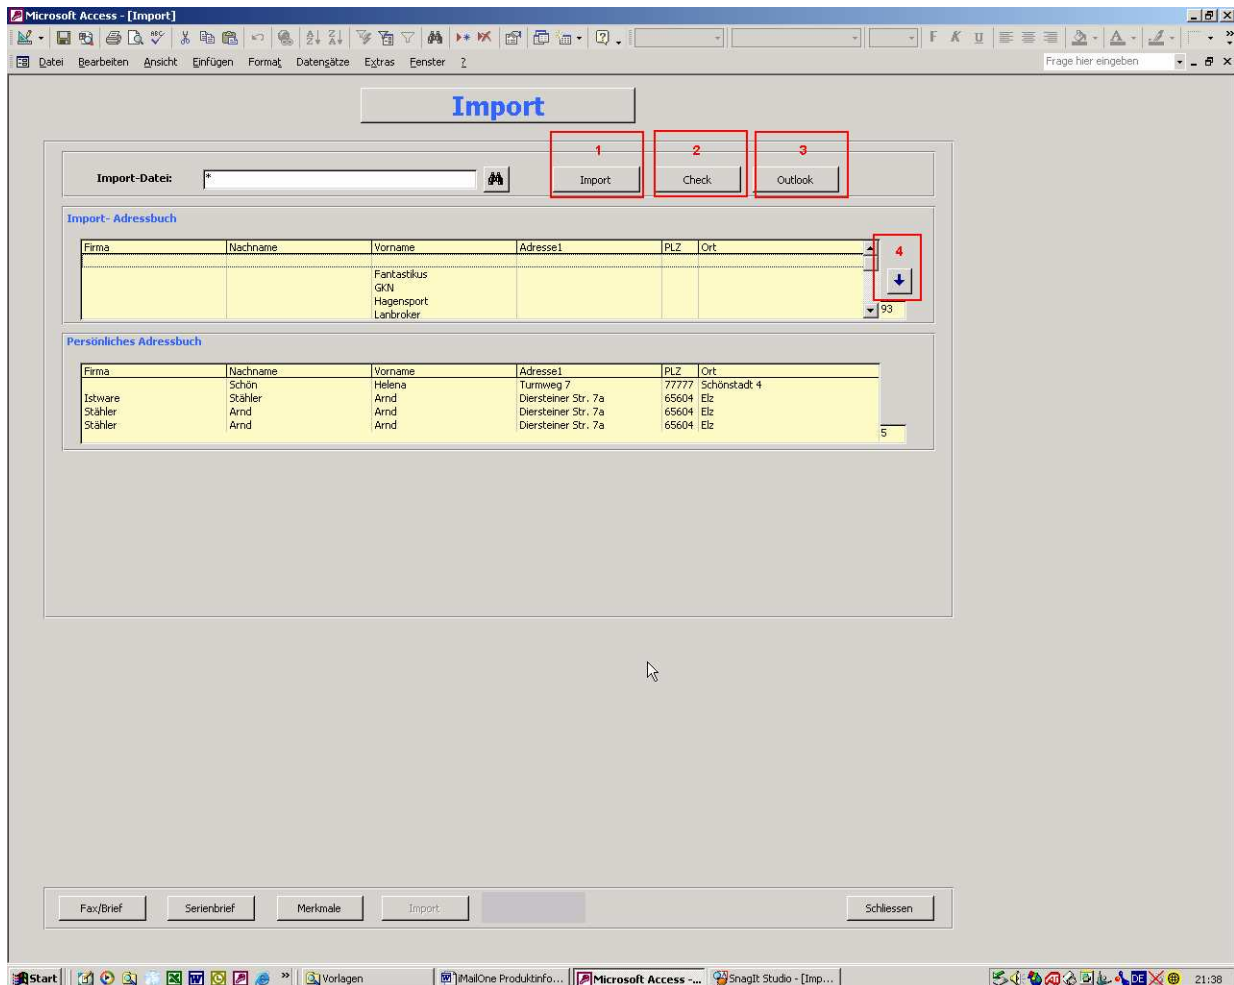 Microsoft Access - [Import]
F K U
Datei Bearbeiten Ansicht Einfügen Format Datensätze Extras Fenster ?
Frage hier eingeben
Import
1 2 3
Import-Datei: * Import Check Outlook
Import- Adressbuch
Firma Nachname Vorname Adresse1 PLZ Ort
4
Fantastikus
GKN
Hagensport
Lanbroker
93
Persönliches Adressbuch
Firma Nachname Vorname Adresse1 PLZ Ort
Schön Helena Turmweg 7 77777 Schönstadt 4
Istware Stähler Arnd Diersteiner Str. 7a 65604 Elz
Stähler Arnd Arnd Diersteiner Str. 7a 65604 Elz
Stähler Arnd Arnd Diersteiner Str. 7a 65604 Elz
5
Fax/Brief Serienbrief Merkmale Import Schliessen
Start Vorlagen iMailOne Produktinfo... Microsoft Access -... SnagIt Studio - [Imp... DE 21:38